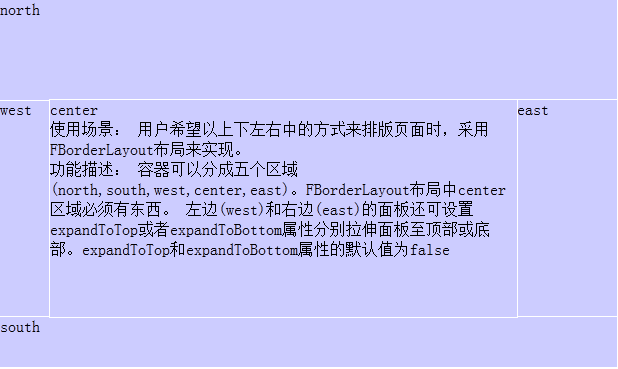 north
west
center
使用场景： 用户希望以上下左右中的方式来排版页面时，采用
FBorderLayout布局来实现。
功能描述： 容器可以分成五个区域
(north,south,west,center,east)。FBorderLayout布局中center
区域必须有东西。 左边(west)和右边(east)的面板还可设置
expandToTop或者expandToBottom属性分别拉伸面板至顶部或底
部。expandToTop和expandToBottom属性的默认值为false
east
south